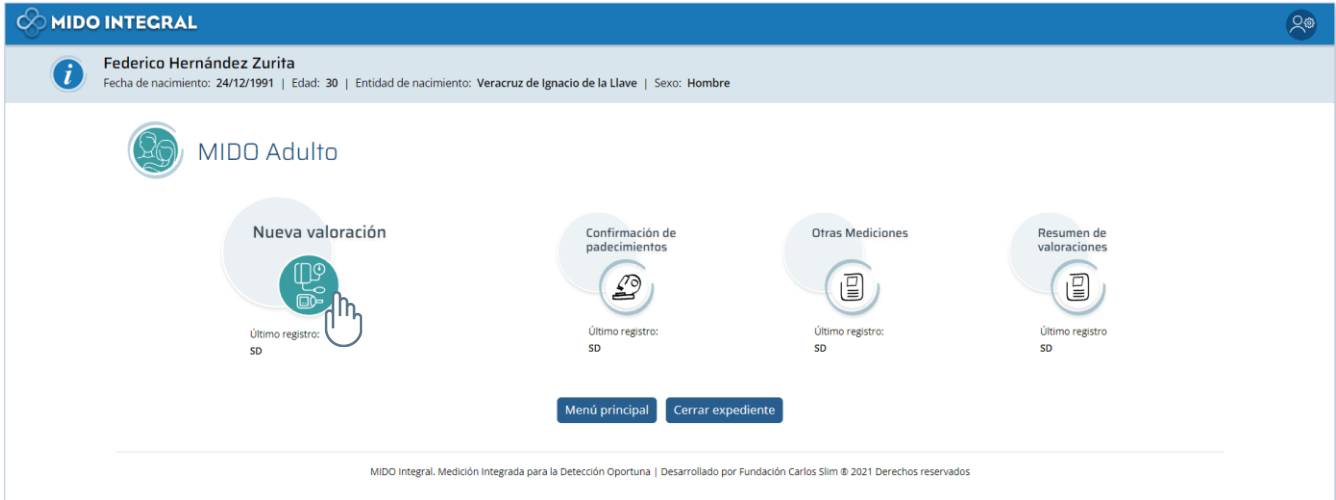 MIDO INTEGRAL
Federico Hernández Zurita
Fecha de nacimiento: 24/12/1991 | Edad: 30 | Entidad de nacimiento: Veracruz de Ignacio de la Llave | Sexo: Hombre
MIDO Adulto
Nueva valoración
Último registro:
SD
Confirmación de
padecimientos
Último registro:
SD
Otras Mediciones
Último registro:
SD
Resumen de
valoraciones
Último registro
SD
Menú principal
Cerrar expediente
MIDO Integral. Medición Integrada para la Detección Oportuna | Desarrollado por Fundación Carlos Slim ® 2021 Derechos reservados